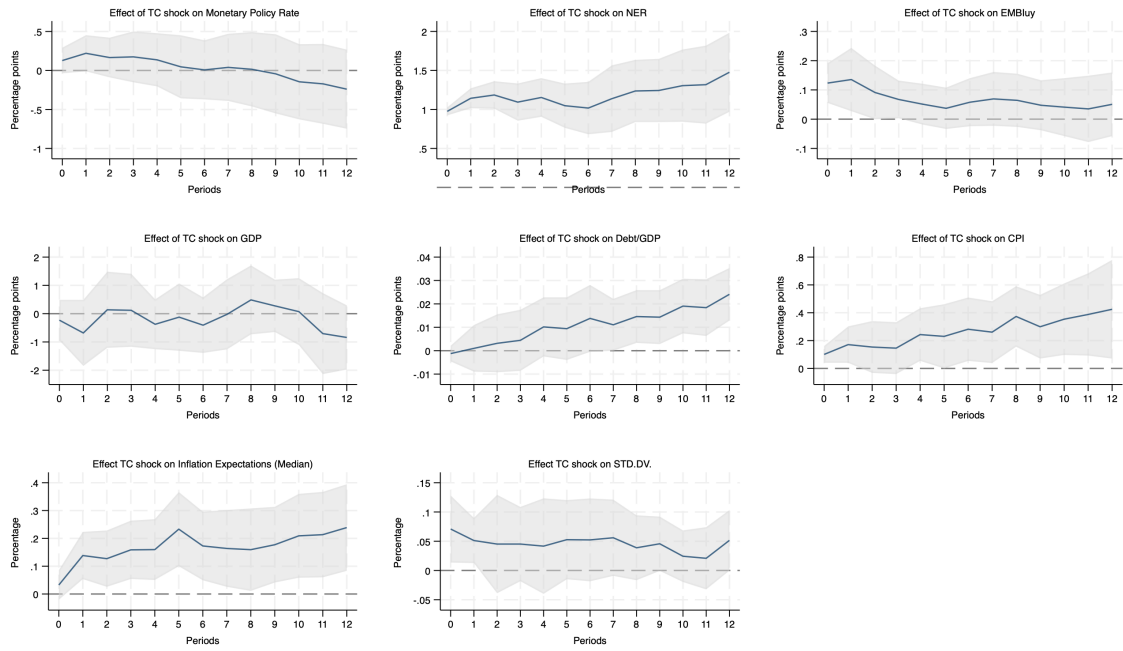 Effect of TC shock on Monetary Policy Rate
Percentage points
.5
0
-.5
-1
0 1 2 3 4 5 6 7 8 9 10 11 12
Periods
Effect of TC shock on NER
Percentage points
2
1.5
1
.5
0 1 2 3 4 5 6 7 8 9 10 11 12
Periods
Effect of TC shock on EMBIuy
Percentage points
.3
.2
.1
0
-.1
0 1 2 3 4 5 6 7 8 9 10 11 12
Periods
Effect of TC shock on GDP
Percentage points
2
1
0
-1
-2
0 1 2 3 4 5 6 7 8 9 10 11 12
Periods
Effect of TC shock on Debt/GDP
Percentage points
.04
.03
.02
.01
0
-.01
0 1 2 3 4 5 6 7 8 9 10 11 12
Periods
Effect of TC shock on CPI
Percentage points
.8
.6
.4
.2
0
0 1 2 3 4 5 6 7 8 9 10 11 12
Periods
Effect TC shock on Inflation Expectations (Median)
Percentage
.4
.3
.2
.1
0
0 1 2 3 4 5 6 7 8 9 10 11 12
Periods
Effect TC shock on STD.DV.
Percentage
.15
.1
.05
0
-.05
0 1 2 3 4 5 6 7 8 9 10 11 12
Periods